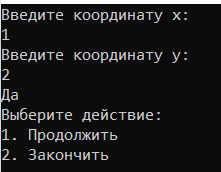 Введите координату x:
1
Введите координату y:
2
Да
Выберите действие:
1. Продолжить
2. Закончить